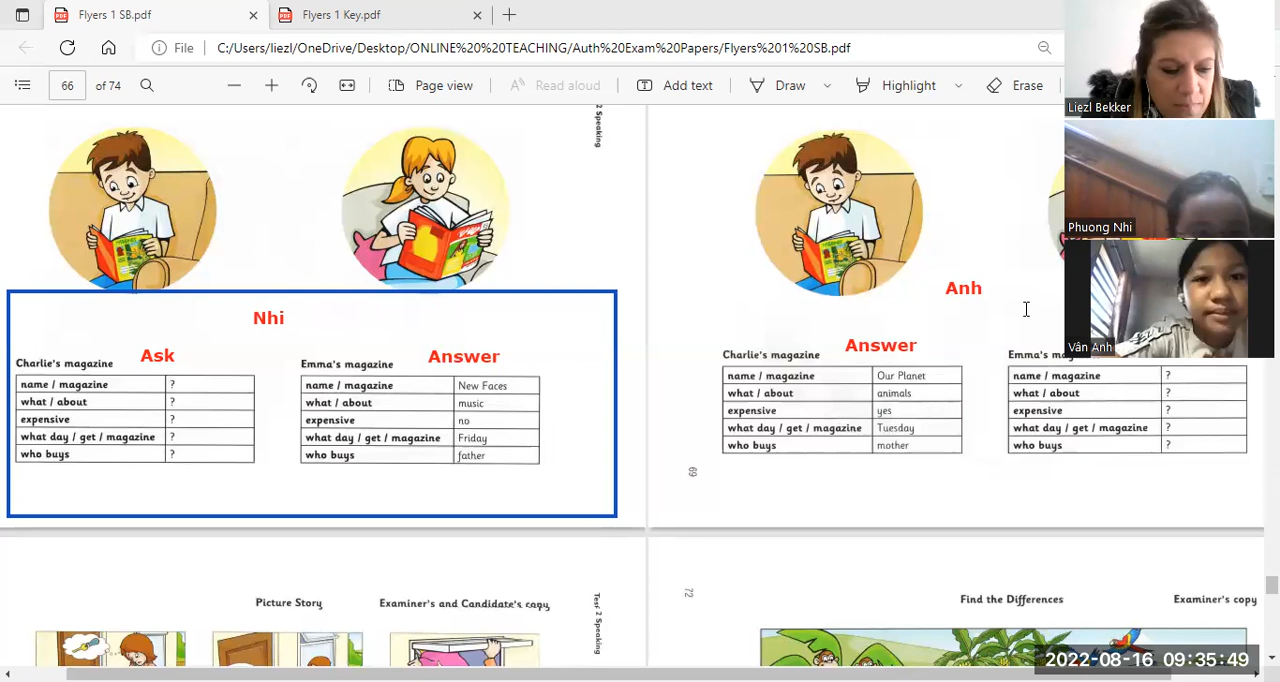 Flyers 1 SB.pdf
Flyers 1 Key.pdf
File
C:/Users/liezl/OneDrive/Desktop/ONLINE%20%20TEACHING/Auth%20Exam%20Papers/Flyers%201%20SB.pdf
66 of 74
Page view
Read aloud
Add text
Draw
Highlight
Erase
Liezl Bekker
Phuong Nhi
Vân Anh
2 Speaking
Nhi
Charlie's magazine
Ask
name / magazine ?
what / about ?
expensive ?
what day / get / magazine ?
who buys ?
Emma's magazine
Answer
name / magazine New Faces
what / about music
expensive no
what day / get / magazine Friday
who buys father
Anh
Charlie's magazine
Answer
name / magazine Our Planet
what / about animals
expensive yes
what day / get / magazine Tuesday
who buys mother
name / magazine ?
what / about ?
expensive ?
what day / get / magazine ?
who buys ?
69
Picture Story
Examiner's and Candidate's copy
Test 2 Speaking
72
Find the Differences
Examiner's copy
2022-08-16 09:35:49